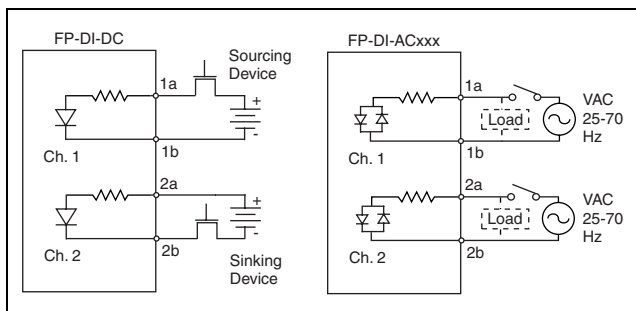 FP-DI-DC
Sourcing
Device
1a
+
-
1b
Ch. 1
2a
+
-
2b
Ch. 2
Sinking
Device
FP-DI-ACxxx
1a
Load
VAC
25-70
Hz
1b
Ch. 1
2a
Load
VAC
25-70
Hz
2b
Ch. 2